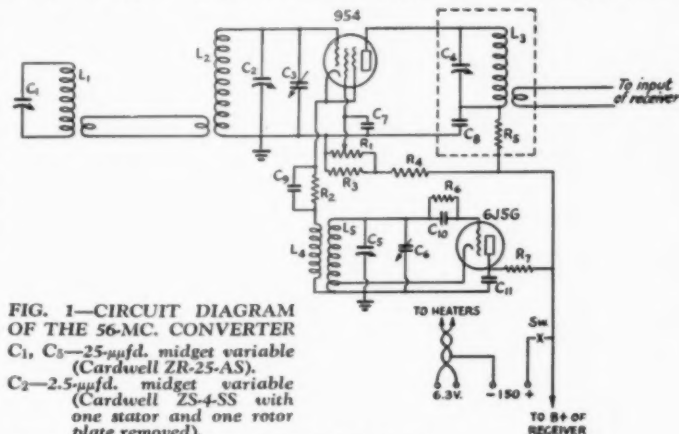 954
L₃
L₂
C₄
L₁
C₂
C₃
C₁
To input
of receiver
C₇
R₁
C₈
R₅
R₄
R₃
C₉
R₂
R₆
6J5G
L₅
C₁₀
L₄
C₅
C₆
R₇
C₁₁
FIG. 1—CIRCUIT DIAGRAM
OF THE 56-MC. CONVERTER
C₁, C₅—25-μμfd. midget variable
(Cardwell ZR-25-AS).
C₂—2.5-μμfd. midget variable
(Cardwell ZS-4-SS with
one stator and one rotor
plate removed).
TO HEATERS
Sw.
X
6.3V.
−150 +
TO B+ OF
RECEIVER